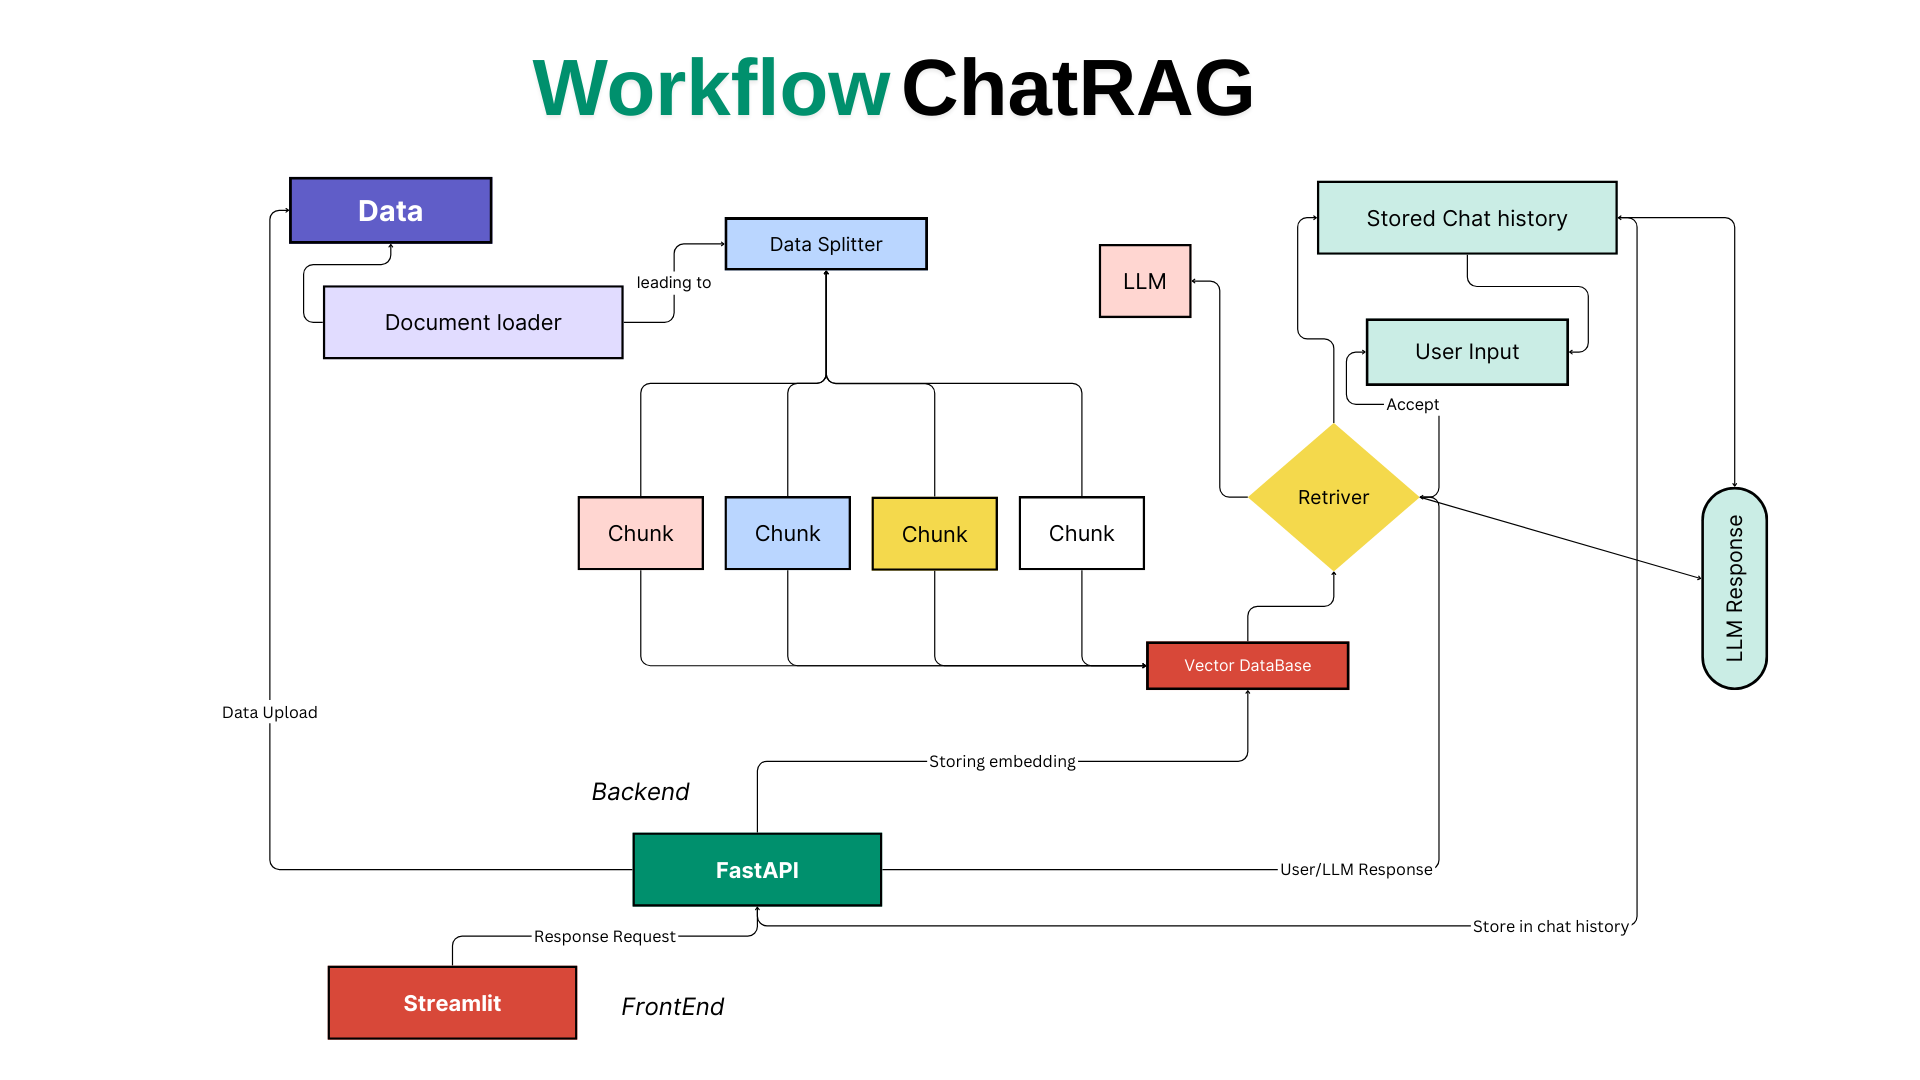 Workflow ChatRAG
Data
Document loader
leading to
Data Splitter
LLM
Stored Chat history
User Input
Accept
Chunk
Chunk
Chunk
Chunk
Retriver
LLM Response
Vector DataBase
Data Upload
Storing embedding
Backend
FastAPI
User/LLM Response
Store in chat history
Response Request
Streamlit
FrontEnd